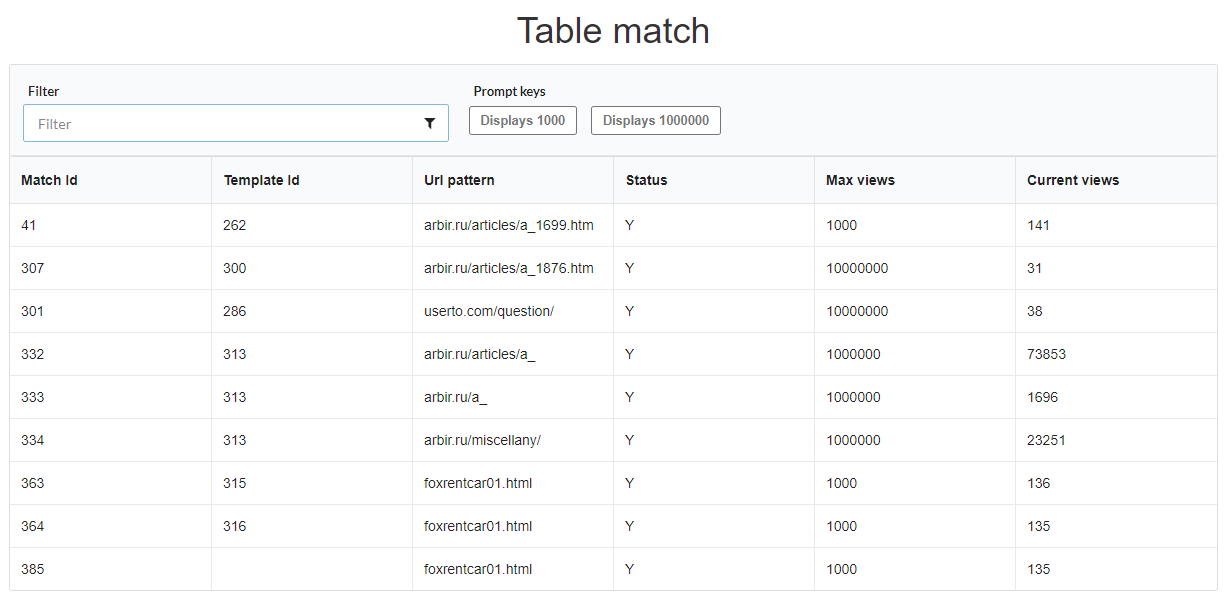 Table match
Filter Prompt keys
Filter Displays 1000 Displays 1000000
Match Id Template Id Url pattern Status Max views Current views
41 262 arbir.ru/articles/a_1699.htm Y 1000 141
307 300 arbir.ru/articles/a_1876.htm Y 10000000 31
301 286 userto.com/question/ Y 10000000 38
332 313 arbir.ru/articles/a_ Y 1000000 73853
333 313 arbir.ru/a_ Y 1000000 1696
334 313 arbir.ru/miscellany/ Y 1000000 23251
363 315 foxrentcar01.html Y 1000 136
364 316 foxrentcar01.html Y 1000 135
385 foxrentcar01.html Y 1000 135